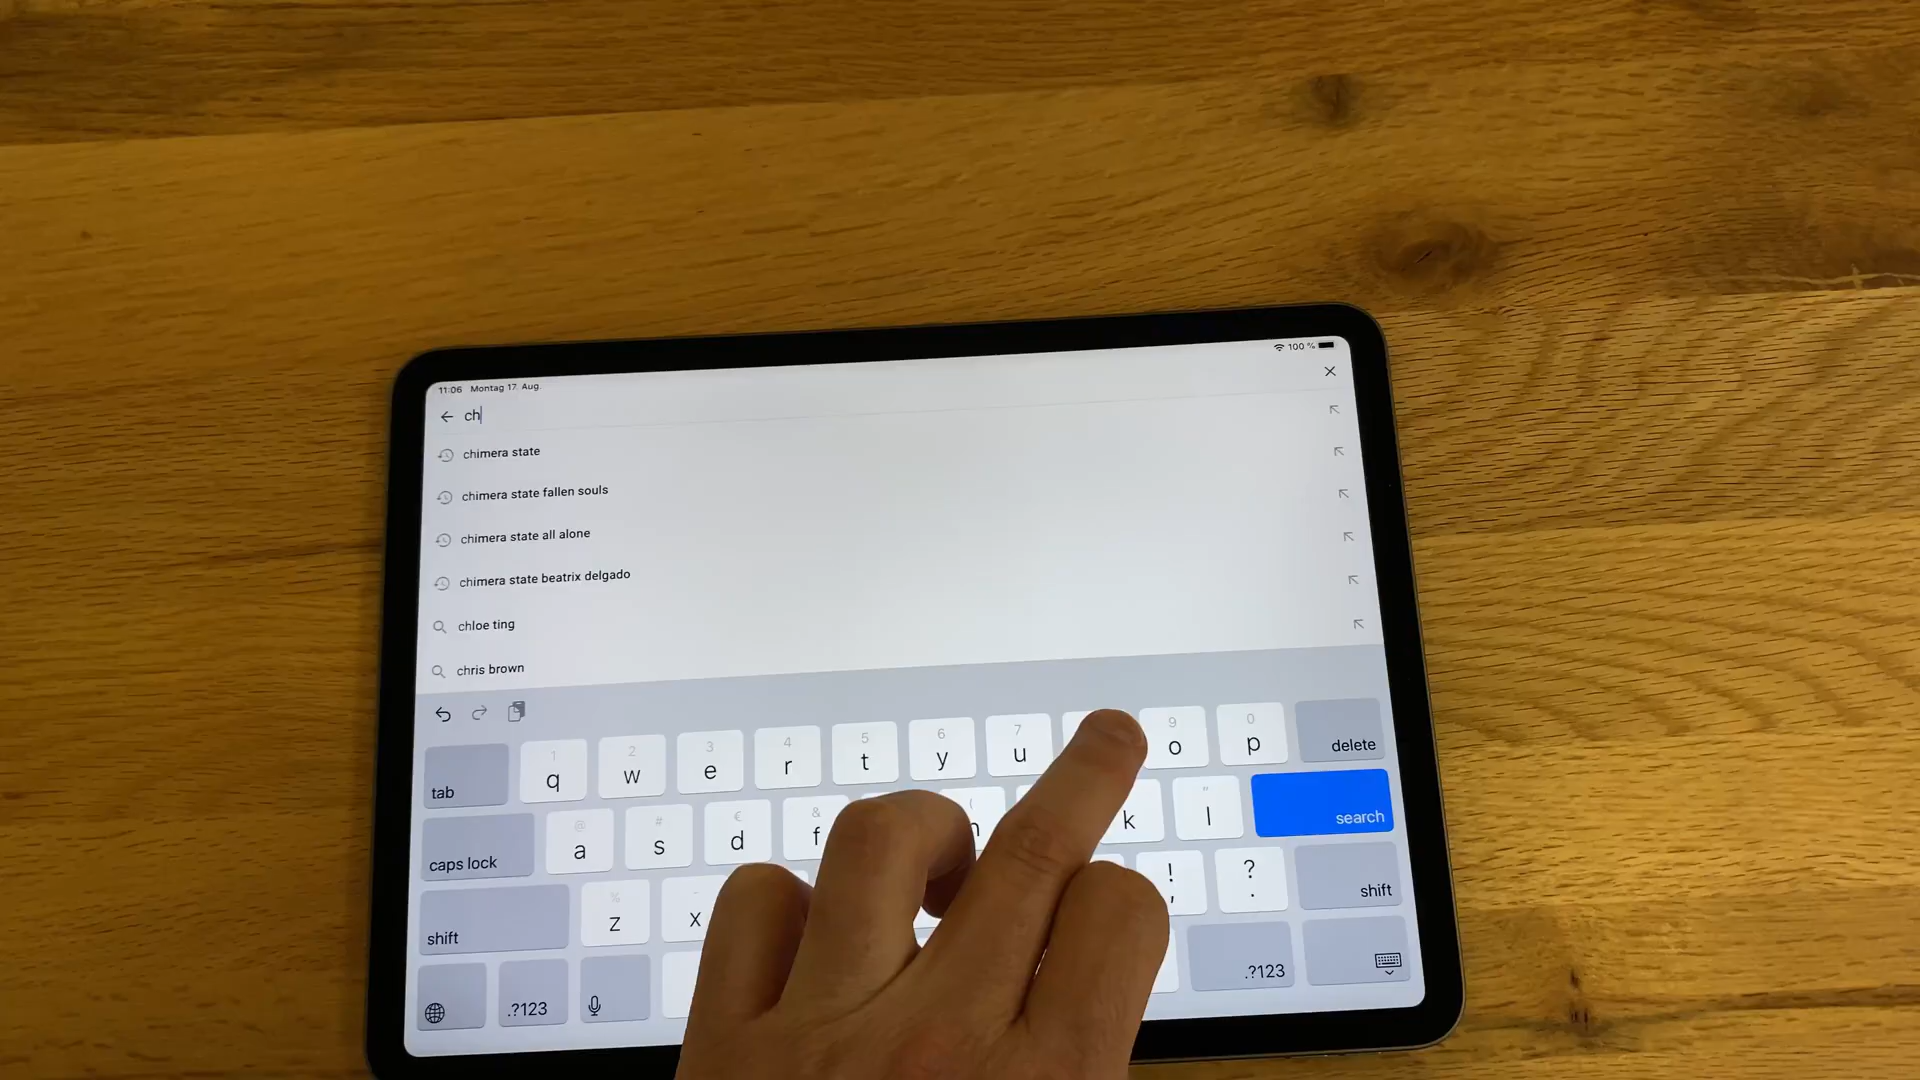 11:06 Montag 17. Aug.
100 %
ch
chimera state
chimera state fallen souls
chimera state all alone
chimera state beatrix delgado
chloe ting
chris brown
1 2 3 4 5 6 7 9 0
tab q w e r t y u o p delete
@ # € & ( "
caps lock a s d f k l search
% - ! ?
shift z x , . shift
.?123 .?123